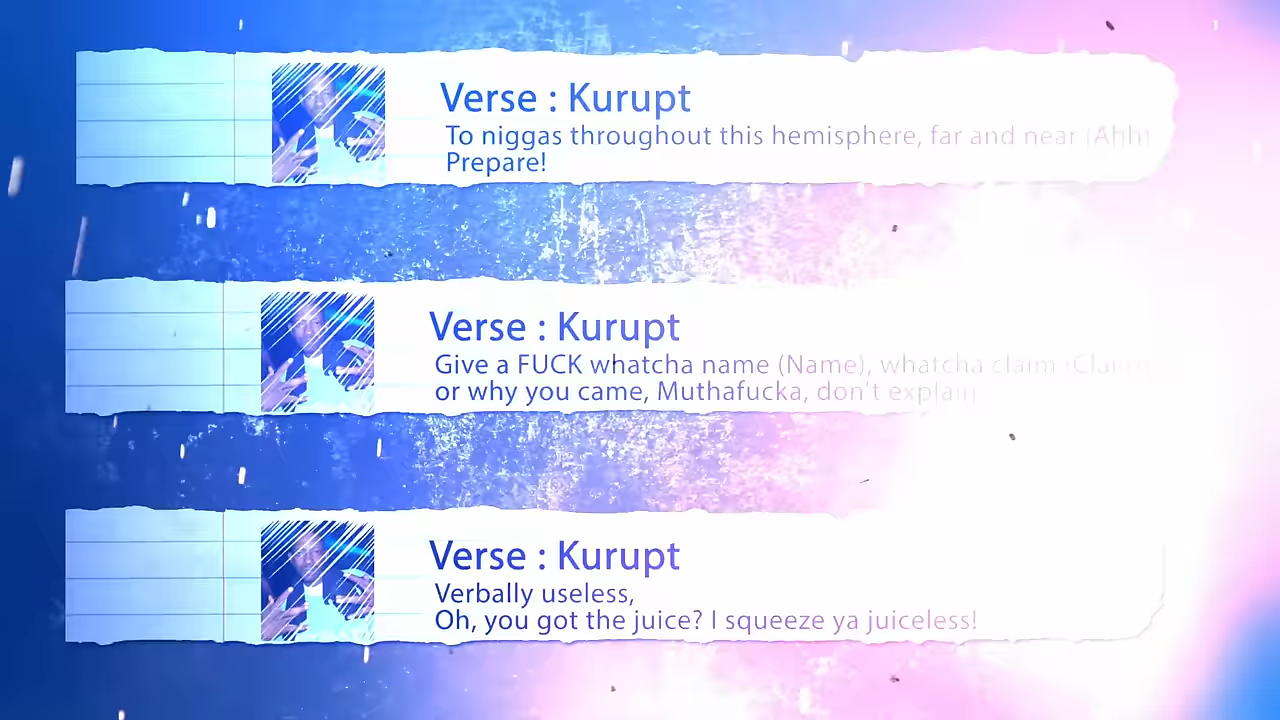 Verse : Kurupt
To niggas throughout this hemisphere, far and near (Ahh)
Prepare!
Verse : Kurupt
Give a FUCK whatcha name (Name), whatcha claim (Claim)
or why you came, Muthafucka, don't explain
Verse : Kurupt
Verbally useless,
Oh, you got the juice? I squeeze ya juiceless!